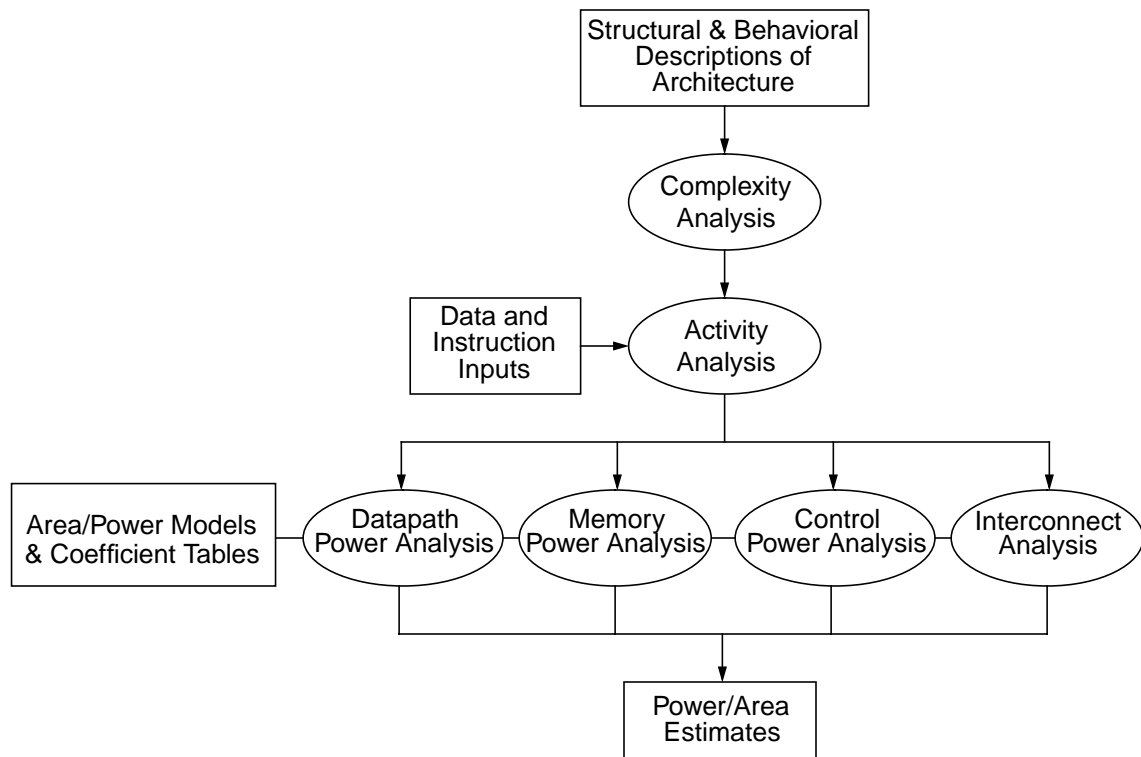 Structural & Behavioral
Descriptions of
Architecture
Complexity
Analysis
Data and
Instruction
Inputs
Activity
Analysis
Area/Power Models
& Coefficient Tables
Datapath
Power Analysis
Memory
Power Analysis
Control
Power Analysis
Interconnect
Analysis
Power/Area
Estimates